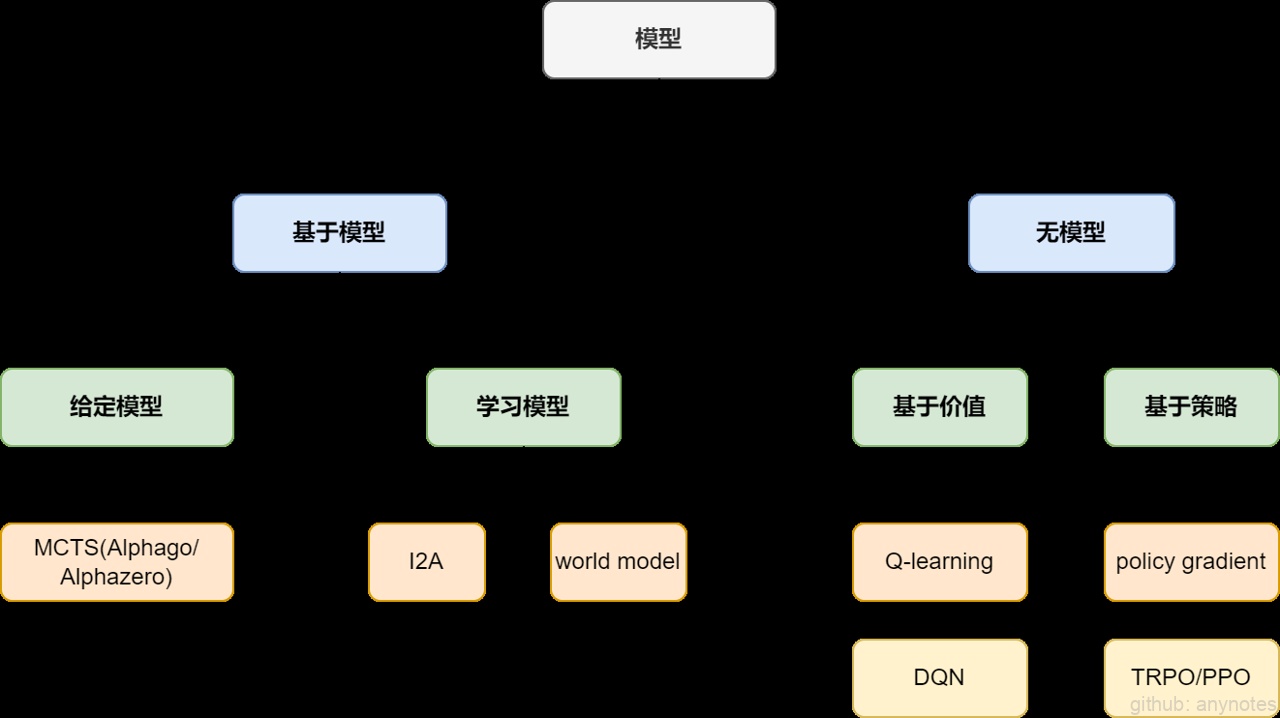 模型
基于模型
无模型
给定模型
学习模型
基于价值
基于策略
MCTS(Alphago/
Alphazero)
I2A
world model
Q-learning
policy gradient
DQN
TRPO/PPO
github: anynotes